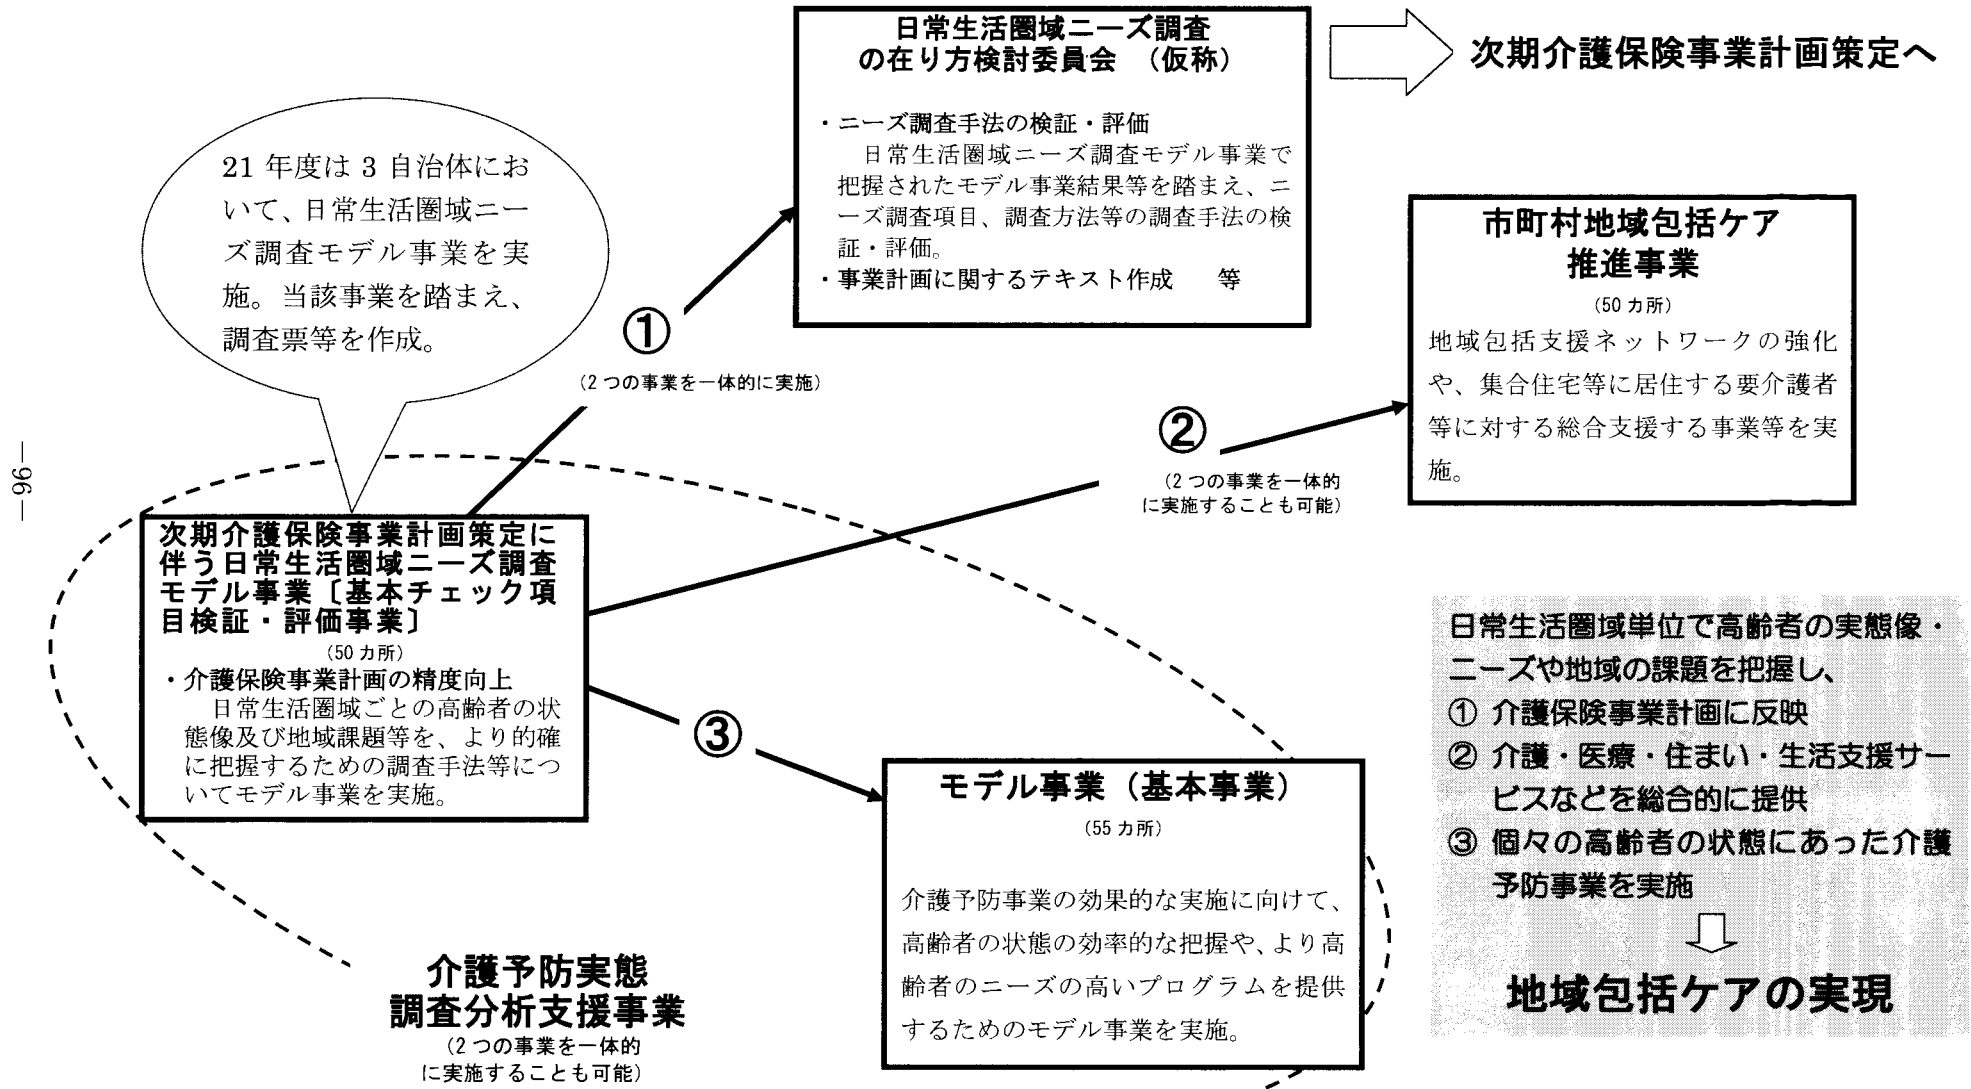 日常生活圏域ニーズ調査
の在り方検討委員会 （仮称）
・ニーズ調査手法の検証・評価
日常生活圏域ニーズ調査モデル事業で
把握されたモデル事業結果等を踏まえ、ニ
ーズ調査項目、調査方法等の調査手法の検
証・評価。
・事業計画に関するテキスト作成 等
次期介護保険事業計画策定へ
21 年度は 3 自治体にお
いて、日常生活圏域ニー
ズ調査モデル事業を実
施。当該事業を踏まえ、
調査票等を作成。
①
（2 つの事業を一体的に実施）
市町村地域包括ケア
推進事業
（50 カ所）
地域包括支援ネットワークの強化
や、集合住宅等に居住する要介護者
等に対する総合支援する事業等を実
施。
②
（2 つの事業を一体的
に実施することも可能）
—96—
次期介護保険事業計画策定に
伴う日常生活圏域ニーズ調査
モデル事業〔基本チェック項
目検証・評価事業〕
（50 カ所）
・介護保険事業計画の精度向上
日常生活圏域ごとの高齢者の状
態像及び地域課題等を、より的確
に把握するための調査手法等につ
いてモデル事業を実施。
③
モデル事業（基本事業）
（55 カ所）
介護予防事業の効果的な実施に向けて、
高齢者の状態の効率的な把握や、より高
齢者のニーズの高いプログラムを提供
するためのモデル事業を実施。
介護予防実態
調査分析支援事業
（2 つの事業を一体的
に実施することも可能）
日常生活圏域単位で高齢者の実態像・
ニーズや地域の課題を把握し、
① 介護保険事業計画に反映
② 介護・医療・住まい・生活支援サー
ビスなどを総合的に提供
③ 個々の高齢者の状態にあった介護
予防事業を実施
地域包括ケアの実現